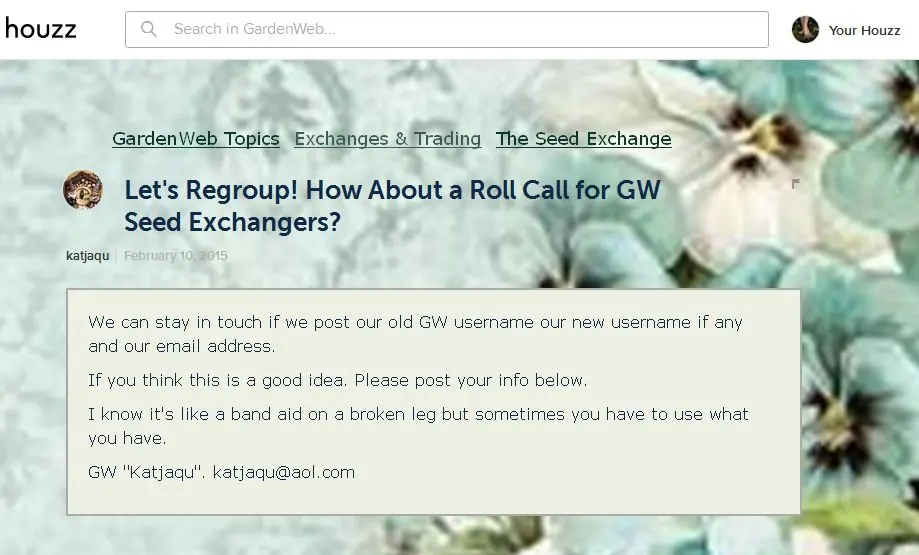 houzz
Search in GardenWeb...
Your Houzz
GardenWeb Topics Exchanges & Trading The Seed Exchange
Let's Regroup! How About a Roll Call for GW
Seed Exchangers?
katjaqu February 10, 2015
We can stay in touch if we post our old GW username our new username if any
and our email address.
If you think this is a good idea. Please post your info below.
I know it's like a band aid on a broken leg but sometimes you have to use what
you have.
GW "Katjaqu". katjaqu@aol.com